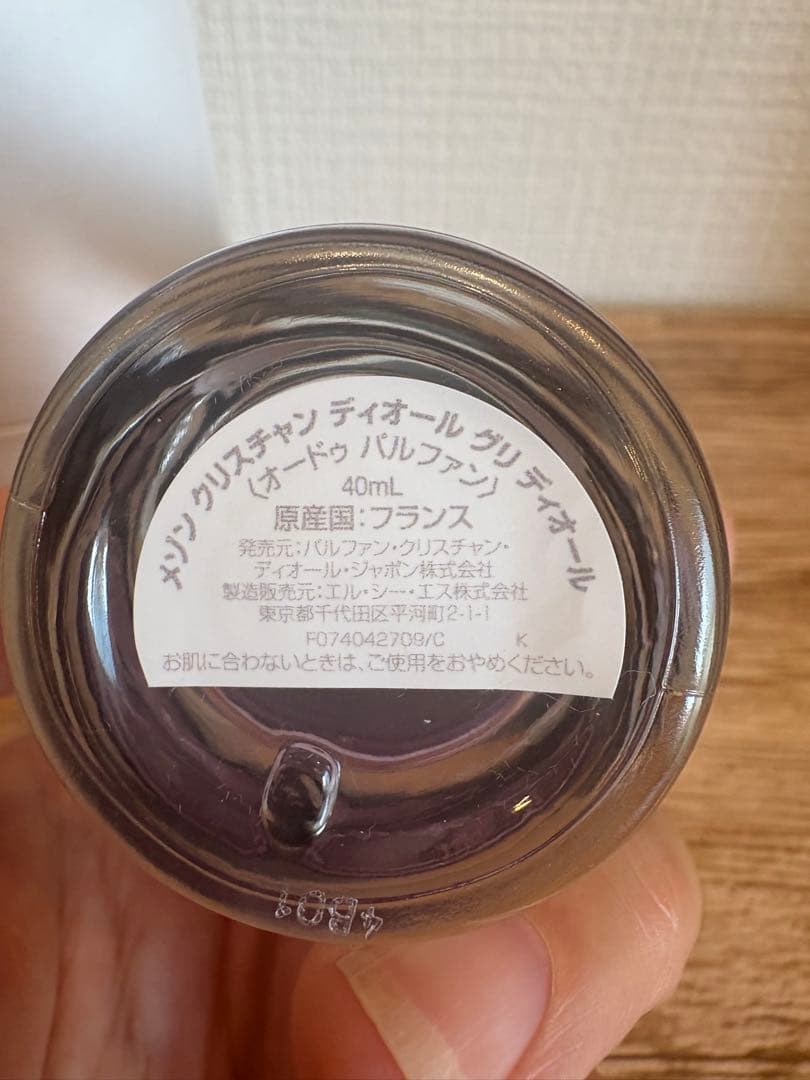 メゾン クリスチャン ディオール グリ ディオール
(オードゥ パルファン)
40mL
原産国:フランス
発売元:パルファン・クリスチャン・
ディオール・ジャポン株式会社
製造販売元:エル・シー・エス株式会社
東京都千代田区平河町2-1-1
F074042709/C K
お肌に合わないときは、ご使用をおやめください。